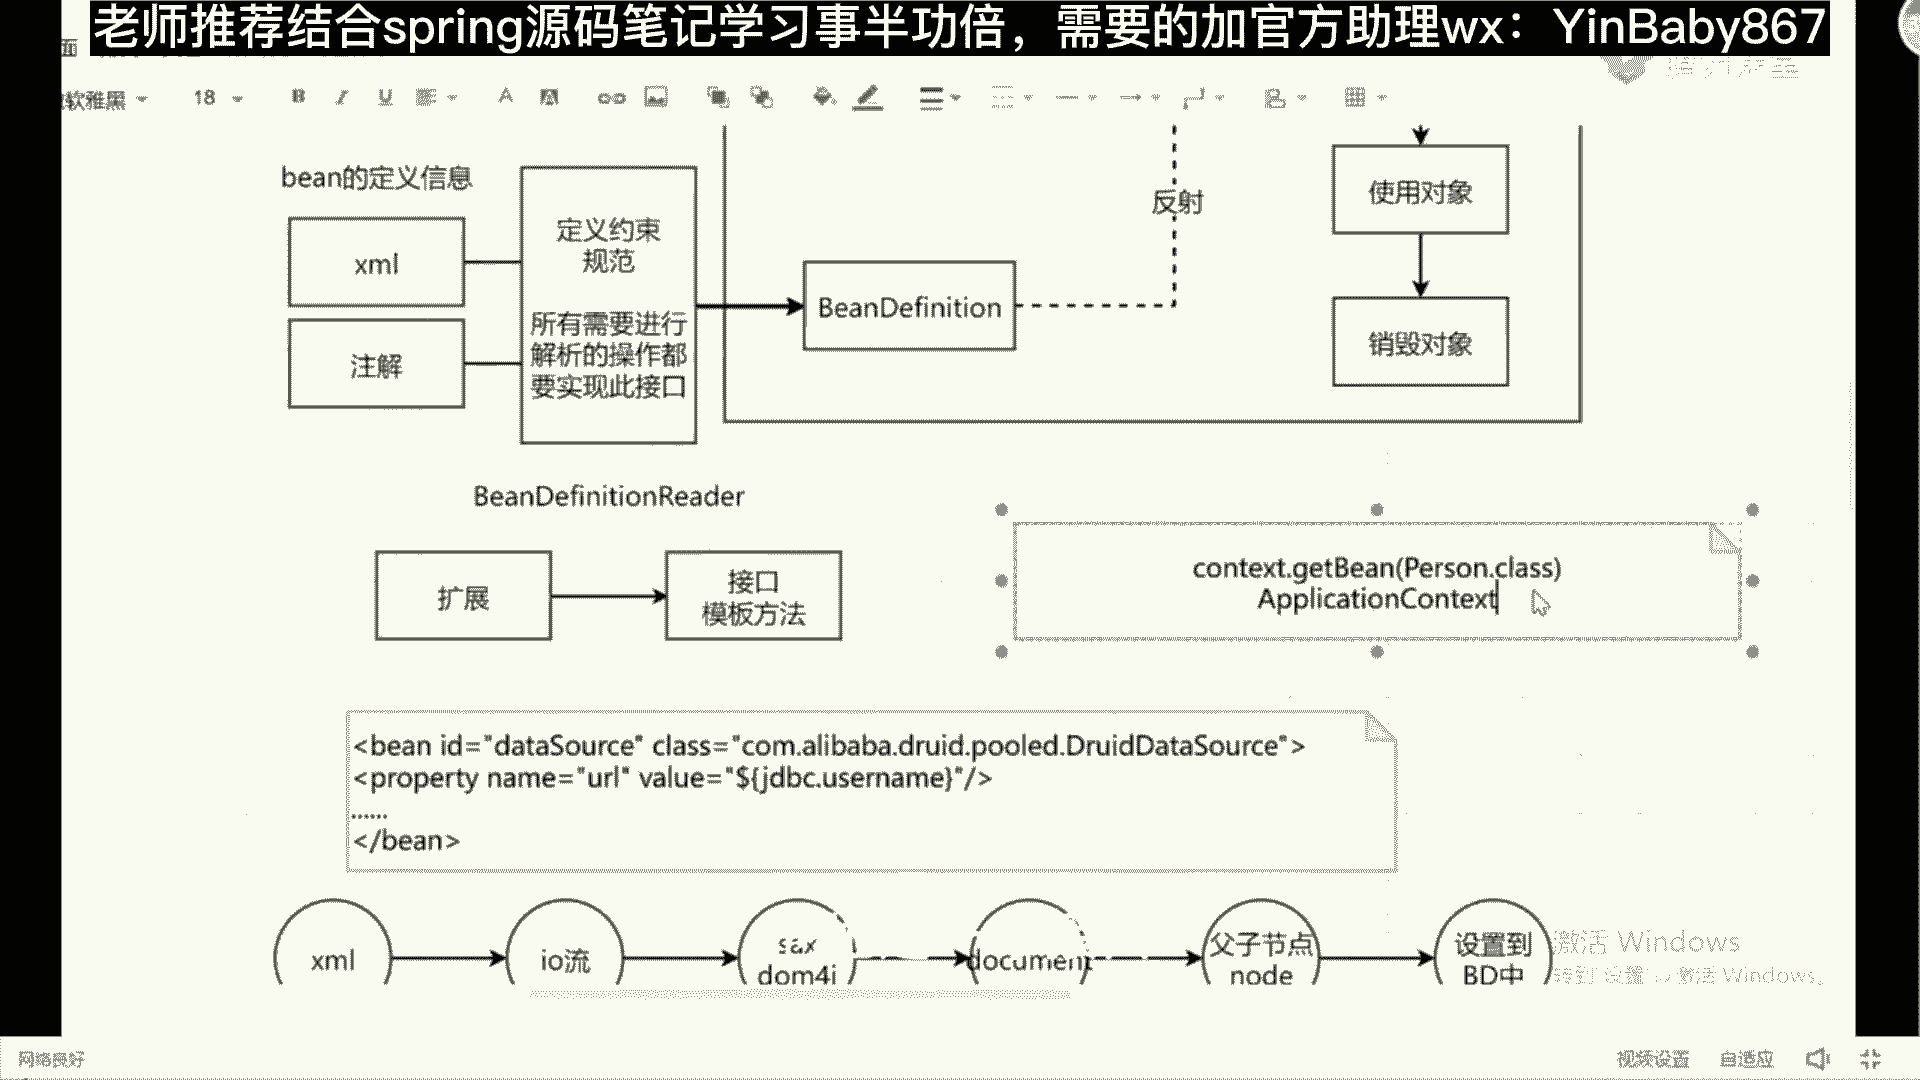 老师推荐结合spring源码笔记学习事半功倍，需要的加官方助理wx：YinBaby867
面
软雅黑
18
B I U A A
bean的定义信息
xml
注解
定义约束
规范
所有需要进行
解析的操作都
要实现此接口
BeanDefinition
反射
使用对象
销毁对象
BeanDefinitionReader
扩展
接口
模板方法
context.getBean(Person.class)
ApplicationContext
<bean id="dataSource" class="com.alibaba.druid.pooled.DruidDataSource">
<property name="url" value="${jdbc.username}"/>
......
</bean>
xml
io流
sax
dom4j
document
父子节点
node
设置到
BD中
激活 Windows
转到"设置"以激活 Windows。
网络良好
视频设置
自适应